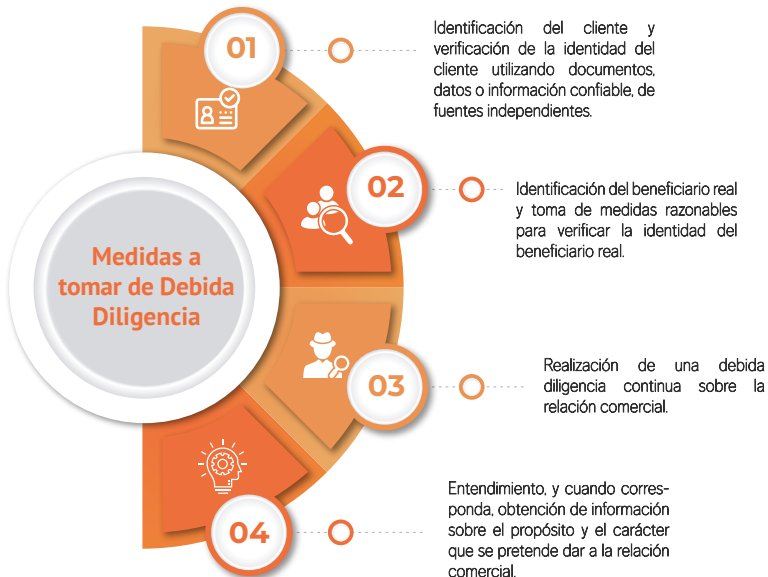 Medidas a
tomar de Debida
Diligencia
01
Identificación del cliente y
verificación de la identidad del
cliente utilizando documentos,
datos o información confiable, de
fuentes independientes.
02
Identificación del beneficiario real
y toma de medidas razonables
para verificar la identidad del
beneficiario real.
03
Realización de una debida
diligencia continua sobre la
relación comercial.
04
Entendimiento, y cuando corres-
ponda, obtención de información
sobre el propósito y el carácter
que se pretende dar a la relación
comercial.